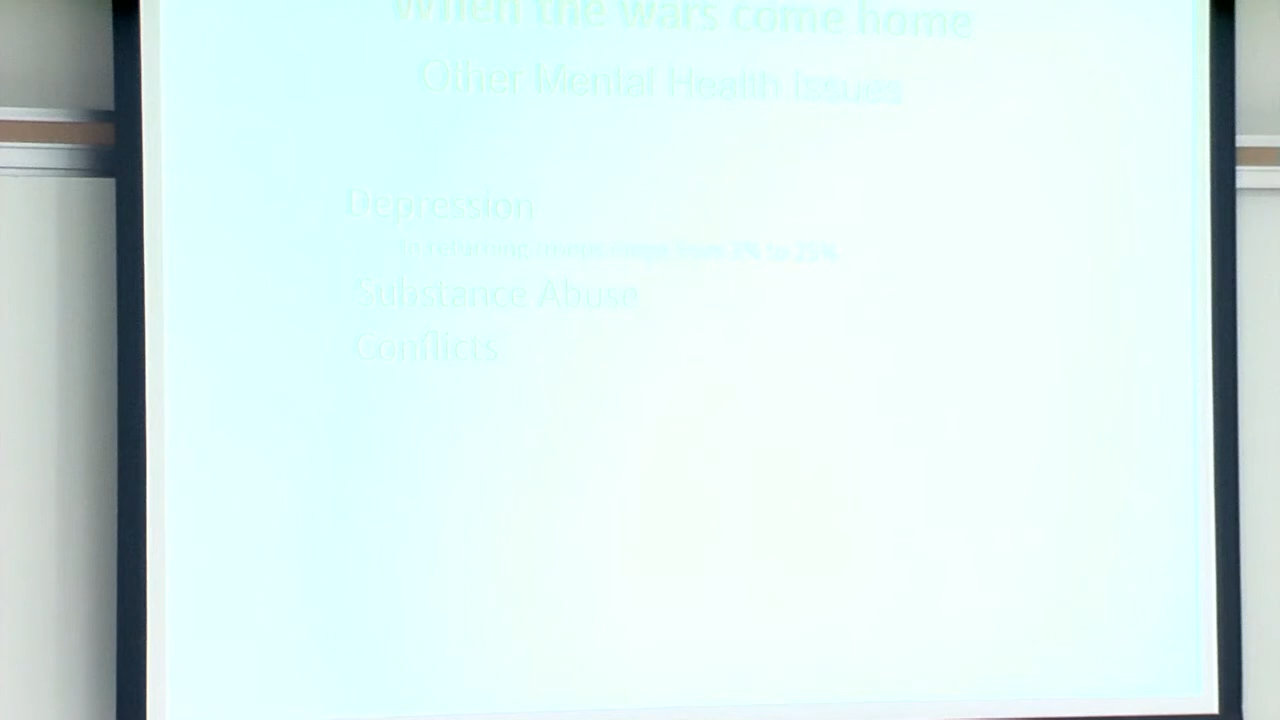 When the wars come home
Other Mental Health Issues
Depression
In returning troops range from 3% to 25%
Substance Abuse
Conflicts